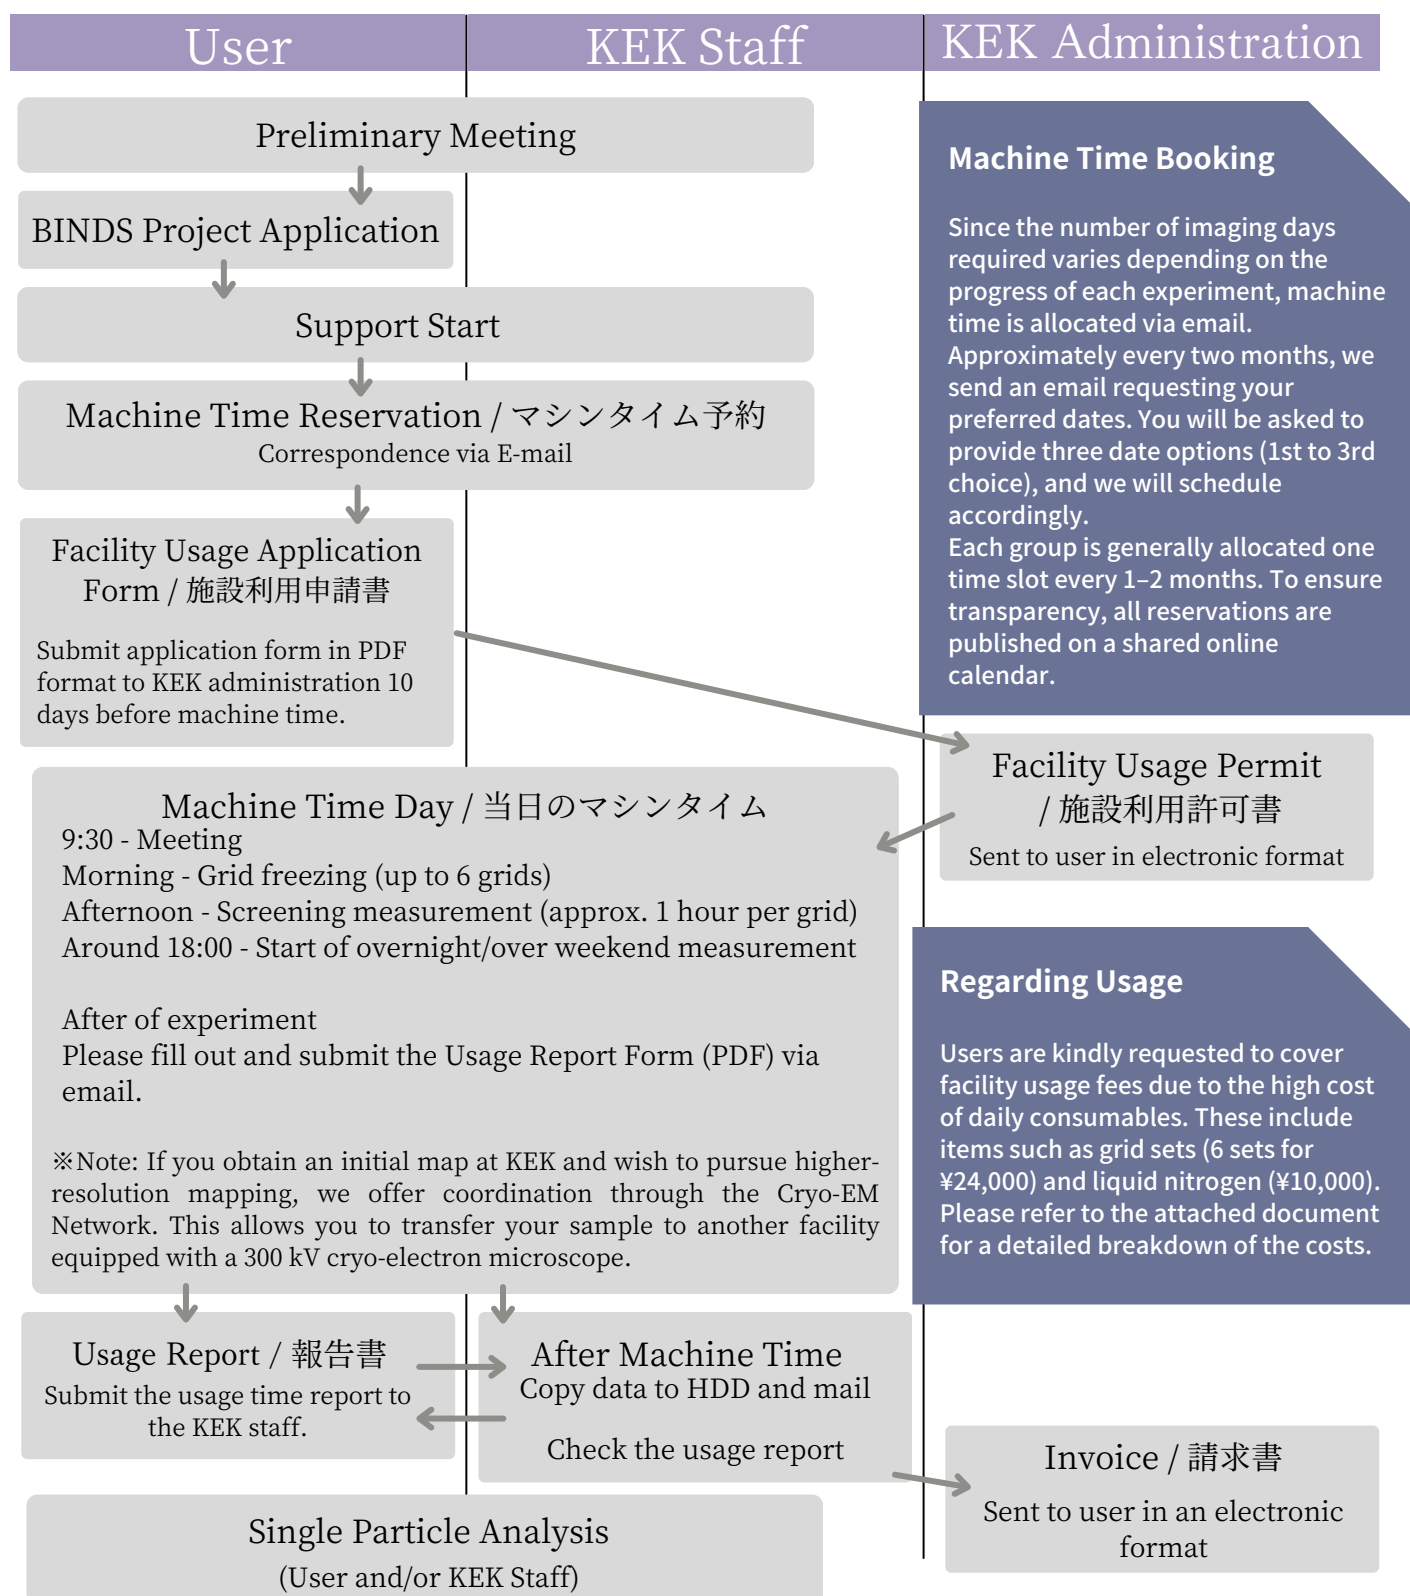 User
KEK Staff
KEK Administration
Preliminary Meeting
BINDS Project Application
Support Start
Machine Time Reservation / マシンタイム予約
Correspondence via E-mail
Facility Usage Application
Form / 施設利用申請書
Submit application form in PDF
format to KEK administration 10
days before machine time.
Machine Time Booking
Since the number of imaging days
required varies depending on the
progress of each experiment, machine
time is allocated via email.
Approximately every two months, we
send an email requesting your
preferred dates. You will be asked to
provide three date options (1st to 3rd
choice), and we will schedule
accordingly.
Each group is generally allocated one
time slot every 1–2 months. To ensure
transparency, all reservations are
published on a shared online
calendar.
Facility Usage Permit
/ 施設利用許可書
Sent to user in electronic format
Machine Time Day / 当日のマシンタイム
9:30 - Meeting
Morning - Grid freezing (up to 6 grids)
Afternoon - Screening measurement (approx. 1 hour per grid)
Around 18:00 - Start of overnight/over weekend measurement
After of experiment
Please fill out and submit the Usage Report Form (PDF) via
email.
※Note: If you obtain an initial map at KEK and wish to pursue higher-
resolution mapping, we offer coordination through the Cryo-EM
Network. This allows you to transfer your sample to another facility
equipped with a 300 kV cryo-electron microscope.
Regarding Usage
Users are kindly requested to cover
facility usage fees due to the high cost
of daily consumables. These include
items such as grid sets (6 sets for
¥24,000) and liquid nitrogen (¥10,000).
Please refer to the attached document
for a detailed breakdown of the costs.
Usage Report / 報告書
Submit the usage time report to
the KEK staff.
After Machine Time
Copy data to HDD and mail
Check the usage report
Invoice / 請求書
Sent to user in an electronic
format
Single Particle Analysis
(User and/or KEK Staff)